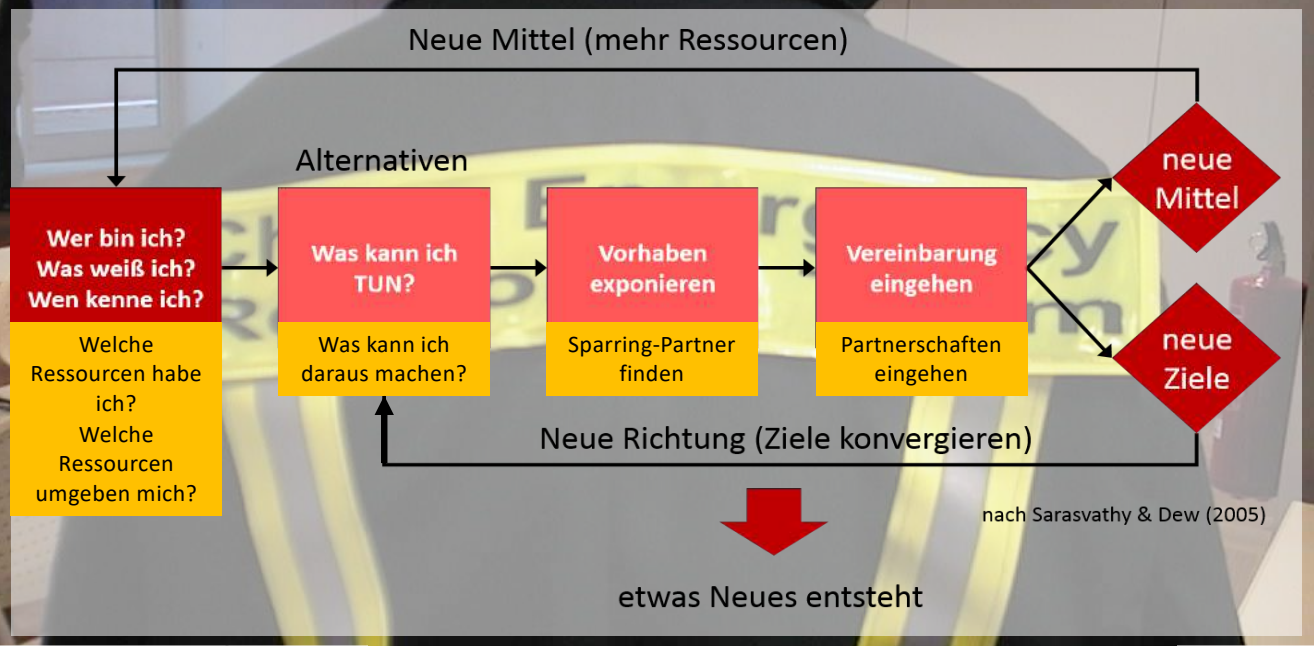 Neue Mittel (mehr Ressourcen)
Alternativen
neue
Mittel
Wer bin ich?
Was weiß ich?
Wen kenne ich?
Was kann ich
TUN?
Vorhaben
exponieren
Vereinbarung
eingehen
Welche
Ressourcen habe
ich?
Welche
Ressourcen
umgeben mich?
Was kann ich
daraus machen?
Sparring-Partner
finden
Partnerschaften
eingehen
neue
Ziele
Neue Richtung (Ziele konvergieren)
nach Sarasvathy & Dew (2005)
etwas Neues entsteht